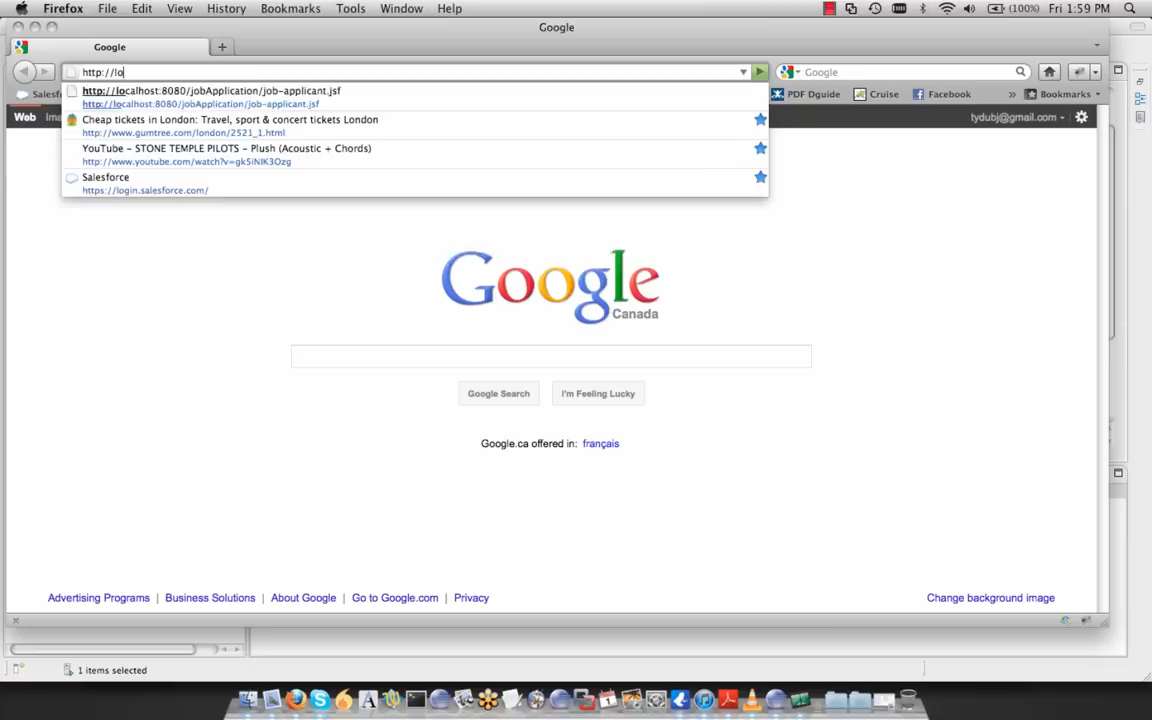 Firefox File Edit View History Bookmarks Tools Window Help (100%) Fri 1:59 PM
Google
Google
http://lo Google
Salesf PDF Dguide Cruise Facebook » Bookmarks
http://localhost:8080/jobApplication/job-applicant.jsf
http://localhost:8080/jobApplication/job-applicant.jsf
Cheap tickets in London: Travel, sport & concert tickets London
http://www.gumtree.com/london/2521_1.html
YouTube – STONE TEMPLE PILOTS – Plush (Acoustic + Chords)
http://www.youtube.com/watch?v=gk5iNlK3Ozg
Salesforce
https://login.salesforce.com/
Web Ima tydubj@gmail.com
Google
Canada
Google Search I'm Feeling Lucky
Google.ca offered in: français
Advertising Programs | Business Solutions | About Google | Go to Google.com | Privacy Change background image
1 items selected